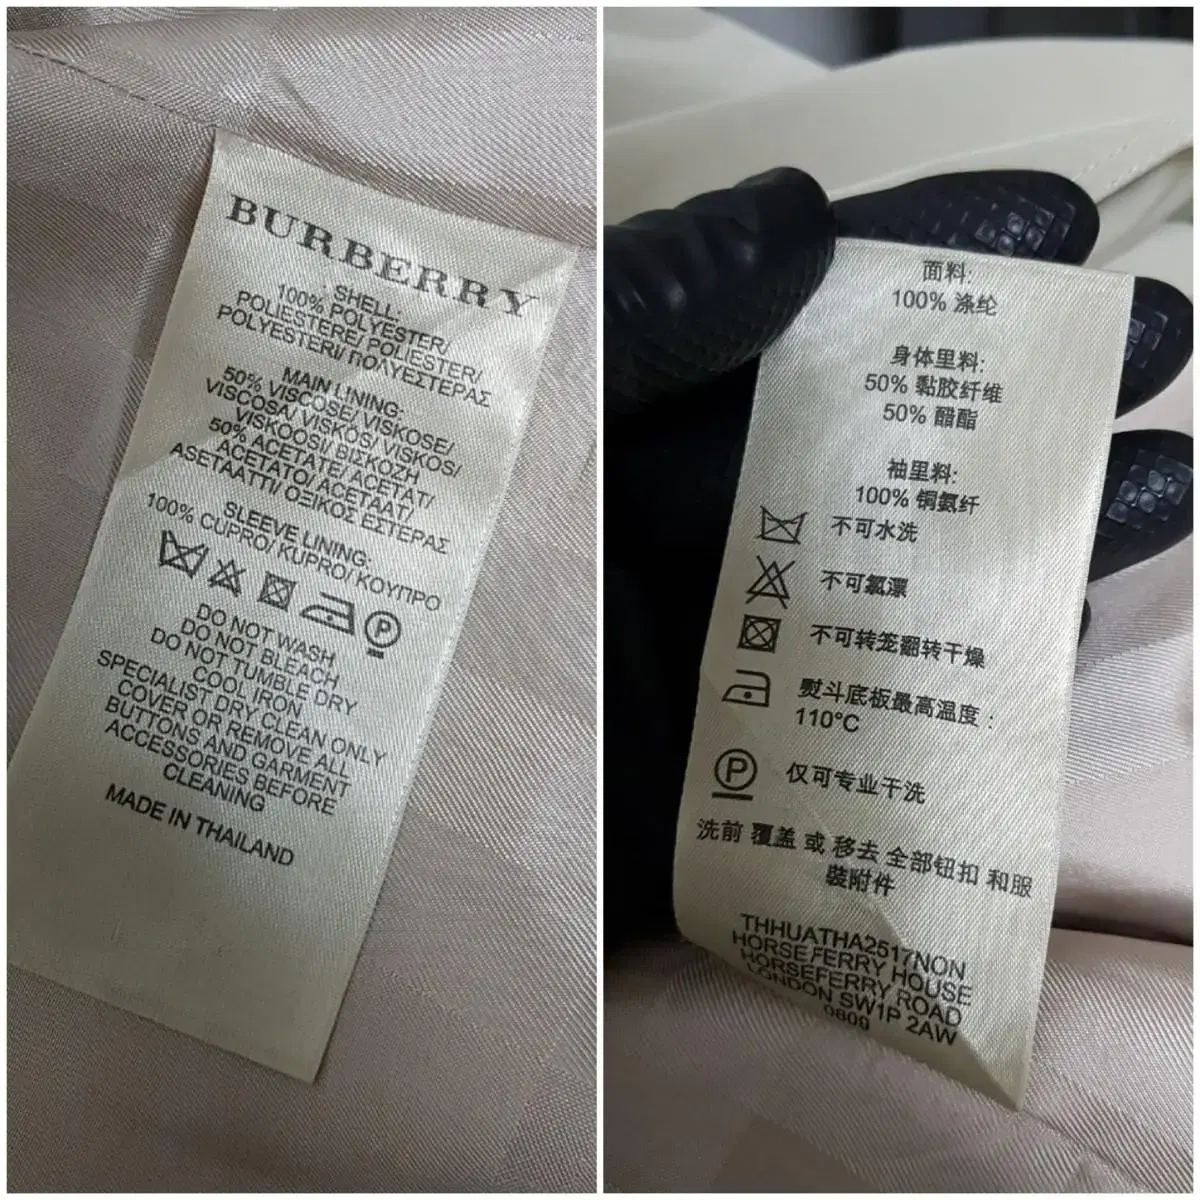 BURBERRY
SHELL:
100% POLYESTER/
POLIESTERE/ POLIESTER/
POLYESTERI/ ΠΟΛΥΕΣΤΕΡΑΣ
MAIN LINING:
50% VISCOSE/ VISKOSE/
VISCOSA/ VISKOS/ VISKOS/
VISKOOSI/ ΒΙΣΚΟΖΗ
50% ACETATE/ ACETAT/
ACETATO/ ACETAAT/
ASETAATTI/ ΟΞΙΚΟΣ ΕΣΤΕΡΑΣ
SLEEVE LINING:
100% CUPRO/ KUPRO/ ΚΟΥΠΡΟ
P
DO NOT WASH
DO NOT BLEACH
DO NOT TUMBLE DRY
COOL IRON
SPECIALIST DRY CLEAN ONLY
COVER OR REMOVE ALL
BUTTONS AND GARMENT
ACCESSORIES BEFORE
CLEANING
MADE IN THAILAND
面料:
100% 涤纶
身体里料:
50% 黏胶纤维
50% 醋酯
袖里料:
100% 铜氨纤
不可水洗
不可氯漂
不可转笼翻转干燥
熨斗底板最高温度:
110°C
P 仅可专业干洗
洗前 覆盖 或 移去 全部钮扣 和服
裝附件
THHUATHA2517NON
HORSEFERRY HOUSE
HORSEFERRY ROAD
LONDON SW1P 2AW
0809